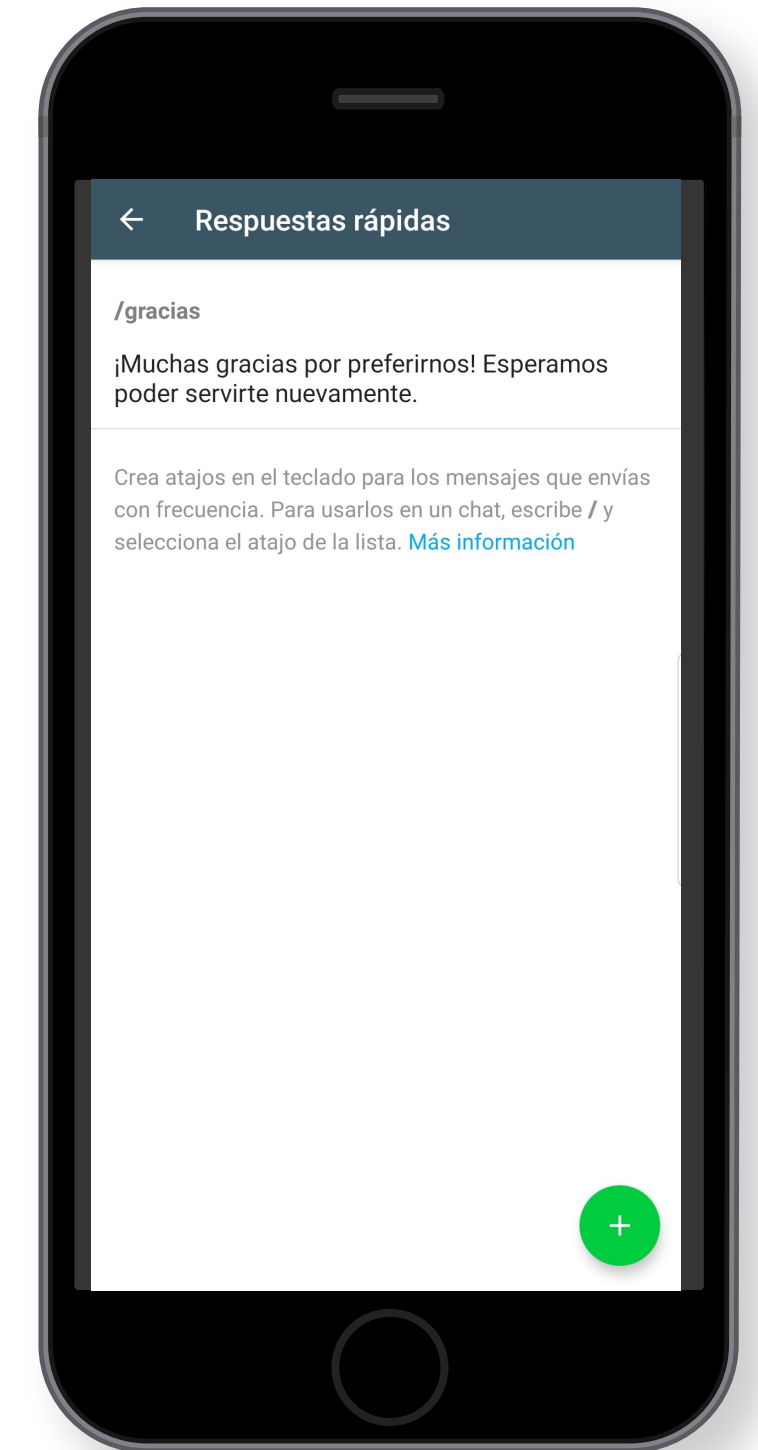 Respuestas rápidas
/gracias
¡Muchas gracias por preferirnos! Esperamos
poder servirte nuevamente.
Crea atajos en el teclado para los mensajes que envías
con frecuencia. Para usarlos en un chat, escribe / y
selecciona el atajo de la lista. Más información